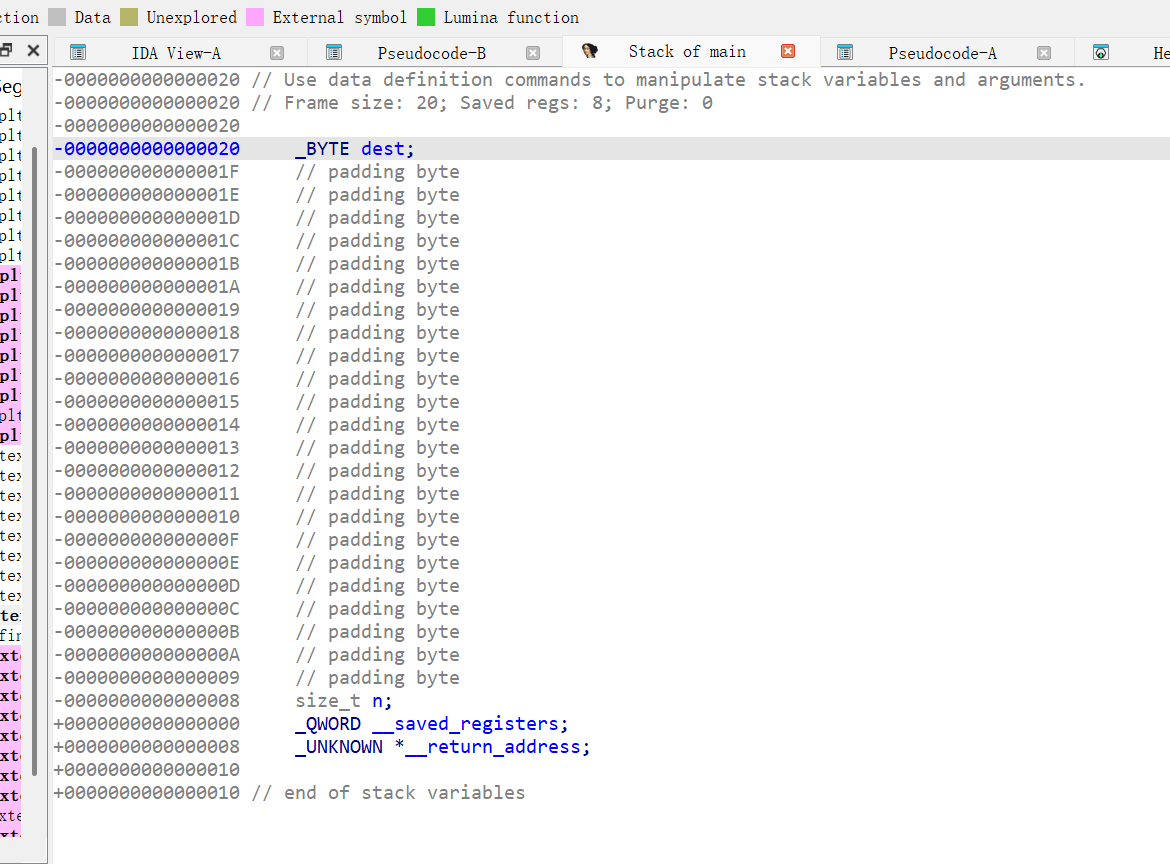 ction Data Unexplored External symbol Lumina function
IDA View-A Pseudocode-B Stack of main Pseudocode-A He
-0000000000000020 // Use data definition commands to manipulate stack variables and arguments.
-0000000000000020 // Frame size: 20; Saved regs: 8; Purge: 0
-0000000000000020
-0000000000000020 _BYTE dest;
-000000000000001F // padding byte
-000000000000001E // padding byte
-000000000000001D // padding byte
-000000000000001C // padding byte
-000000000000001B // padding byte
-000000000000001A // padding byte
-0000000000000019 // padding byte
-0000000000000018 // padding byte
-0000000000000017 // padding byte
-0000000000000016 // padding byte
-0000000000000015 // padding byte
-0000000000000014 // padding byte
-0000000000000013 // padding byte
-0000000000000012 // padding byte
-0000000000000011 // padding byte
-0000000000000010 // padding byte
-000000000000000F // padding byte
-000000000000000E // padding byte
-000000000000000D // padding byte
-000000000000000C // padding byte
-000000000000000B // padding byte
-000000000000000A // padding byte
-0000000000000009 // padding byte
-0000000000000008 size_t n;
+0000000000000000 _QWORD __saved_registers;
+0000000000000008 _UNKNOWN *__return_address;
+0000000000000010
+0000000000000010 // end of stack variables